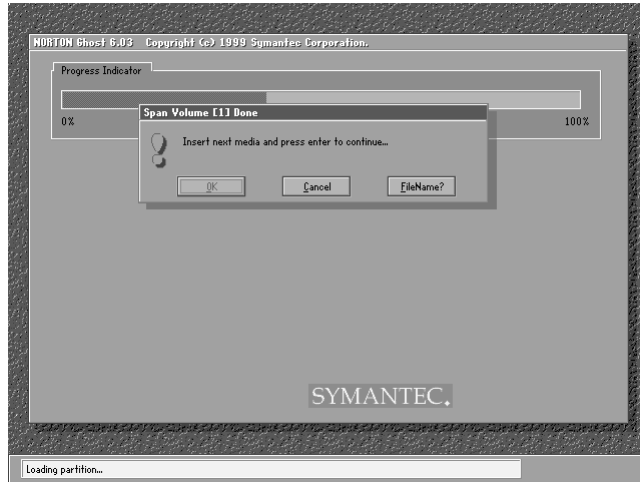 NORTON Ghost 6.03 Copyright (c) 1999 Symantec Corporation.
Progress Indicator
0% 100%
Span Volume [1] Done
Insert next media and press enter to continue...
OK Cancel FileName?
SYMANTEC.
Loading partition...